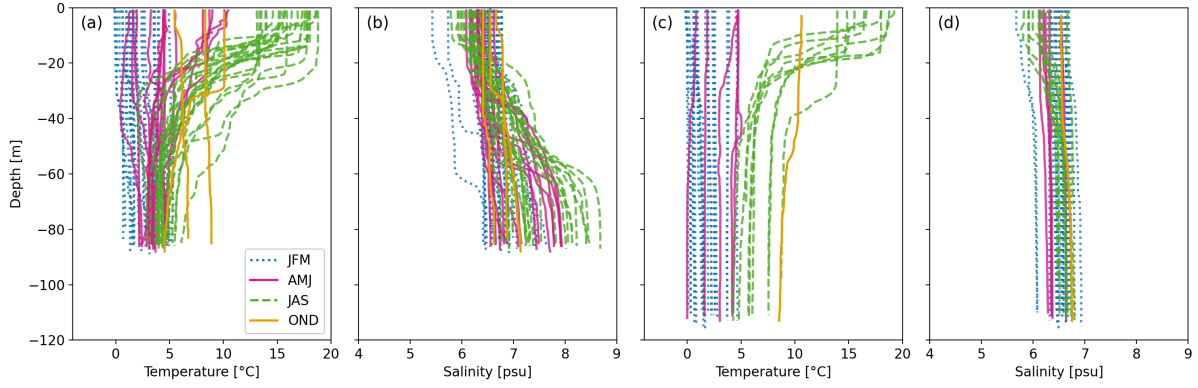 (a) (b) (c) (d)
0
−20
−40
−60
−80
−100
−120
Depth [m]
JFM
AMJ
JAS
OND
0 5 10 15 20 4 5 6 7 8 9 0 5 10 15 20 4 5 6 7 8 9
Temperature [°C] Salinity [psu] Temperature [°C] Salinity [psu]